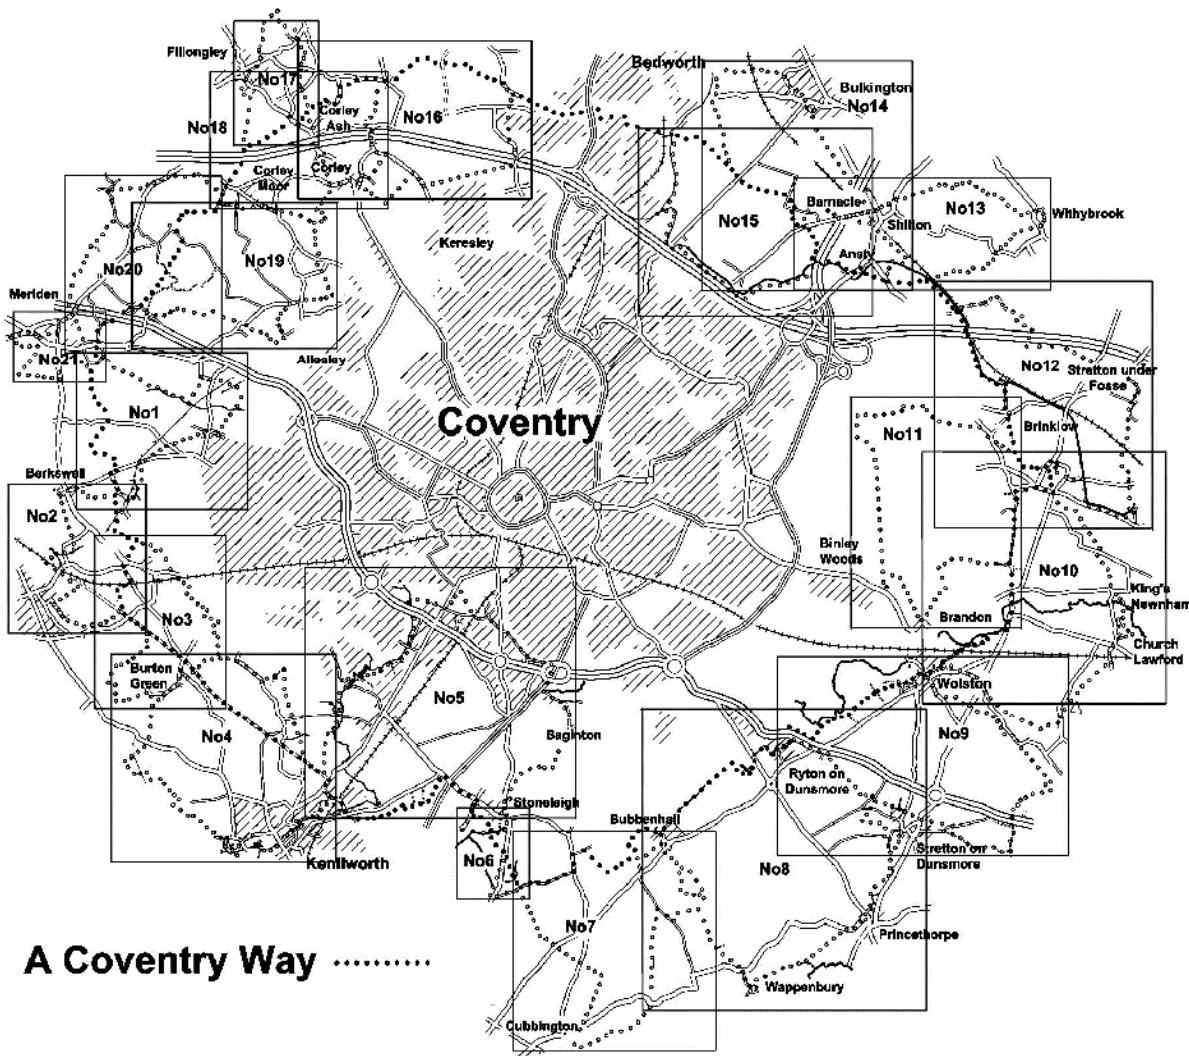 Bedworth
Fillongley
No17
Bulkington
No14
Corley
Ash
No16
No18
Corley
Corley
Moor
Barnacle
No13
Withybrook
No15
Shilton
Keresley
Ansty
No19
No20
Meriden
No21
Allesley
No12
Stretton under
Fosse
No1
Coventry
Brinklow
No11
Berkswell
No2
Binley
Woods
No10
King's
Newnham
No3
Brandon
Church
Lawford
Burton
Green
No5
Wolston
No4
Baginton
No9
Ryton on
Dunsmore
Stoneleigh
Bubbenhall
Kenilworth
No6
Stretton on
Dunsmore
No8
No7
Princethorpe
A Coventry Way
Wappenbury
Cubbington